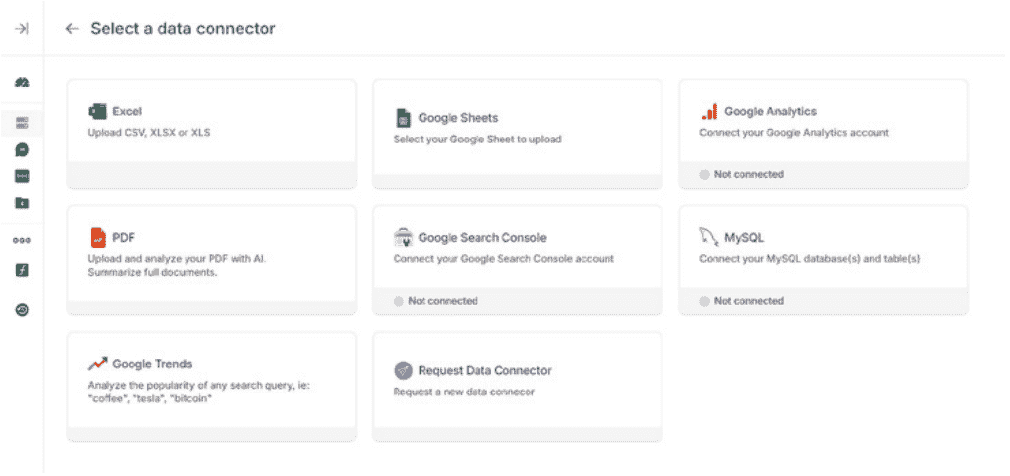 Select a data connector
Excel
Upload CSV, XLSX or XLS
Google Sheets
Select your Google Sheet to upload
Google Analytics
Connect your Google Analytics account
Not connected
PDF
Upload and analyze your PDF with AI.
Summarize full documents.
Google Search Console
Connect your Google Search Console account
Not connected
MySQL
Connect your MySQL database(s) and table(s)
Not connected
Google Trends
Analyze the popularity of any search query, ie:
"coffee", "tesla", "bitcoin"
Request Data Connector
Request a new data connecor